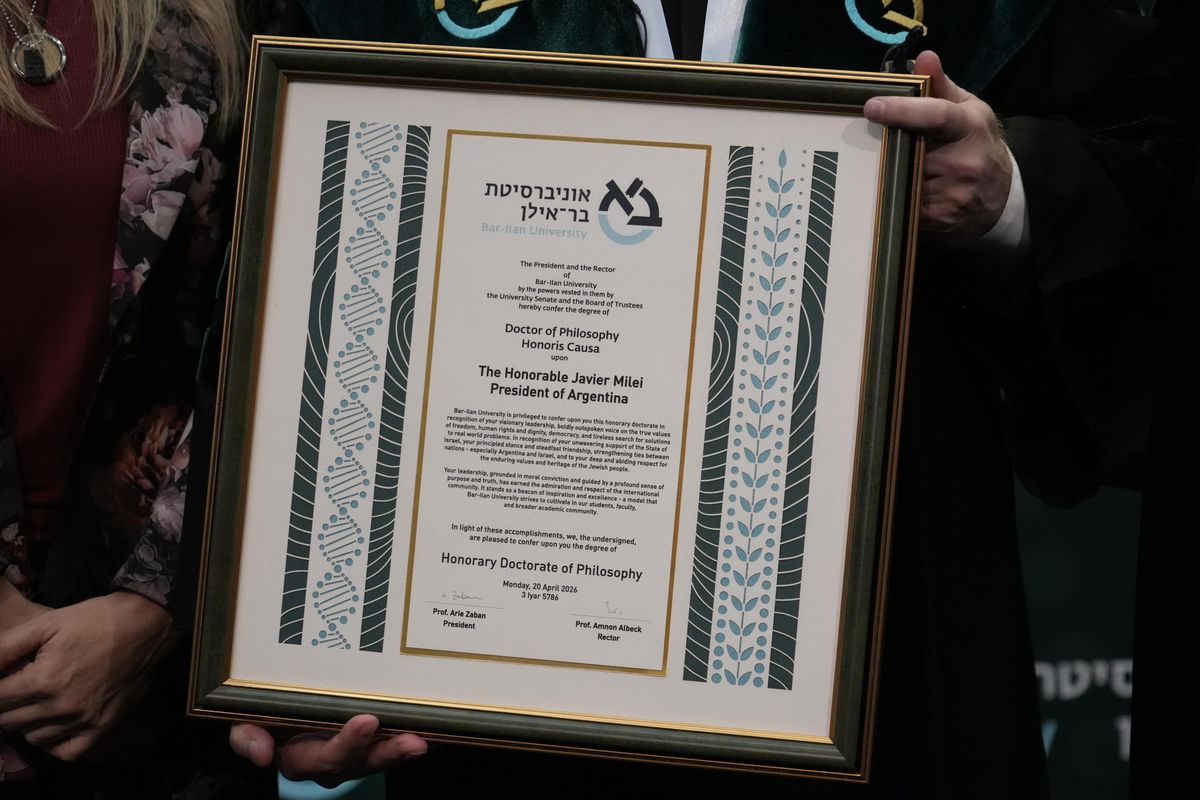 אוניברסיטת
בר־אילן
Bar-Ilan University
The President and the Rector
of
Bar-Ilan University
by the powers vested in them by
the University Senate and the Board of Trustees
hereby confer the degree of
Doctor of Philosophy
Honoris Causa
upon
The Honorable Javier Milei
President of Argentina
Bar-Ilan University is privileged to confer upon you this honorary doctorate in
recognition of your visionary leadership, boldly outspoken voice on the true values
of freedom, human rights and dignity, democracy, and tireless search for solutions
to real world problems. In recognition of your unwavering support of the State of
Israel, your principled stance and steadfast friendship, strengthening ties between
nations - especially Argentina and Israel, and to your deep and abiding respect for
the enduring values and heritage of the Jewish people.
Your leadership, grounded in moral conviction and guided by a profound sense of
purpose and truth, has earned the admiration and respect of the international
community. It stands as a beacon of inspiration and excellence - a model that
Bar-Ilan University strives to cultivate in our students, faculty,
and broader academic community.
In light of these accomplishments, we, the undersigned,
are pleased to confer upon you the degree of
Honorary Doctorate of Philosophy
Monday, 20 April 2026
3 Iyar 5786
Prof. Arie Zaban
President
Prof. Amnon Albeck
Rector